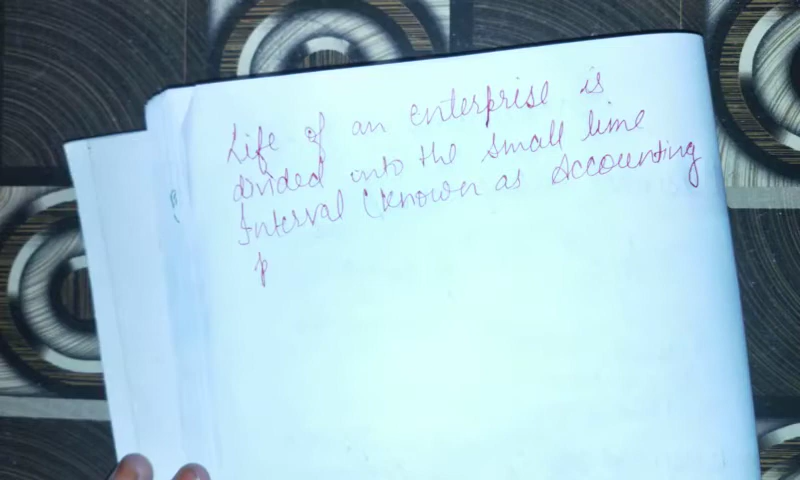 Life of an enterprise is
divided into the small time
Interval (known as Accounting
p